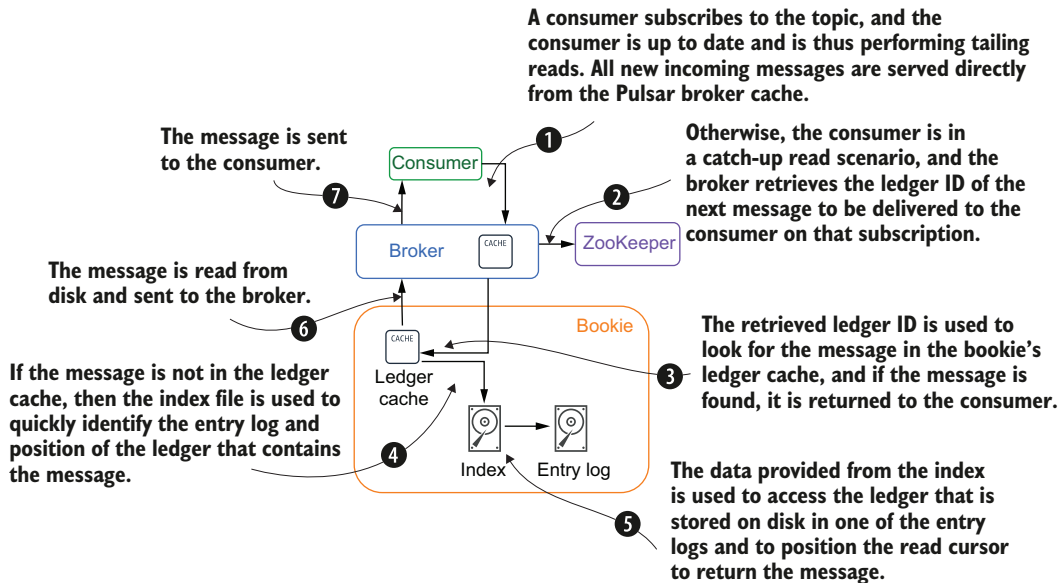 A consumer subscribes to the topic, and the
consumer is up to date and is thus performing tailing
reads. All new incoming messages are served directly
from the Pulsar broker cache.
1
The message is sent
to the consumer.
7
Consumer
Otherwise, the consumer is in
a catch-up read scenario, and the
broker retrieves the ledger ID of the
next message to be delivered to the
consumer on that subscription.
2
Broker
CACHE
ZooKeeper
The message is read from
disk and sent to the broker.
6
Bookie
CACHE
Ledger
cache
The retrieved ledger ID is used to
look for the message in the bookie's
ledger cache, and if the message is
found, it is returned to the consumer.
3
If the message is not in the ledger
cache, then the index file is used to
quickly identify the entry log and
position of the ledger that contains
the message.
4
Index
Entry log
5
The data provided from the index
is used to access the ledger that is
stored on disk in one of the entry
logs and to position the read cursor
to return the message.